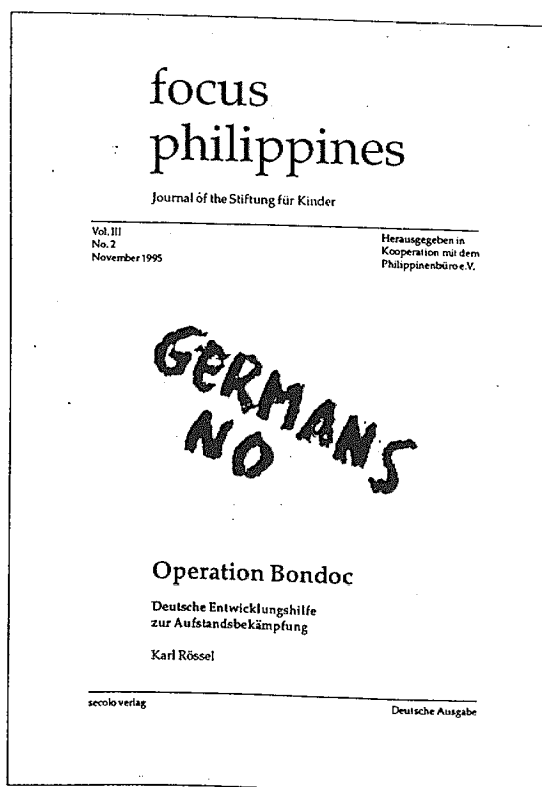 focus
philippines
Journal of the Stiftung für Kinder
Vol. III
No. 2
November 1995
Herausgegeben in
Kooperation mit dem
Philippinenbüro e.V.
GERMANS
NO
Operation Bondoc
Deutsche Entwicklungshilfe
zur Aufstandsbekämpfung
Karl Rössel
secolo verlag
Deutsche Ausgabe